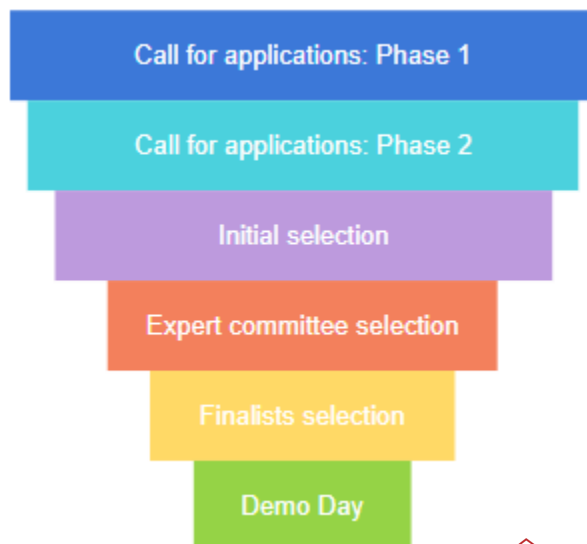 Call for applications: Phase 1
Call for applications: Phase 2
Initial selection
Expert committee selection
Finalists selection
Demo Day